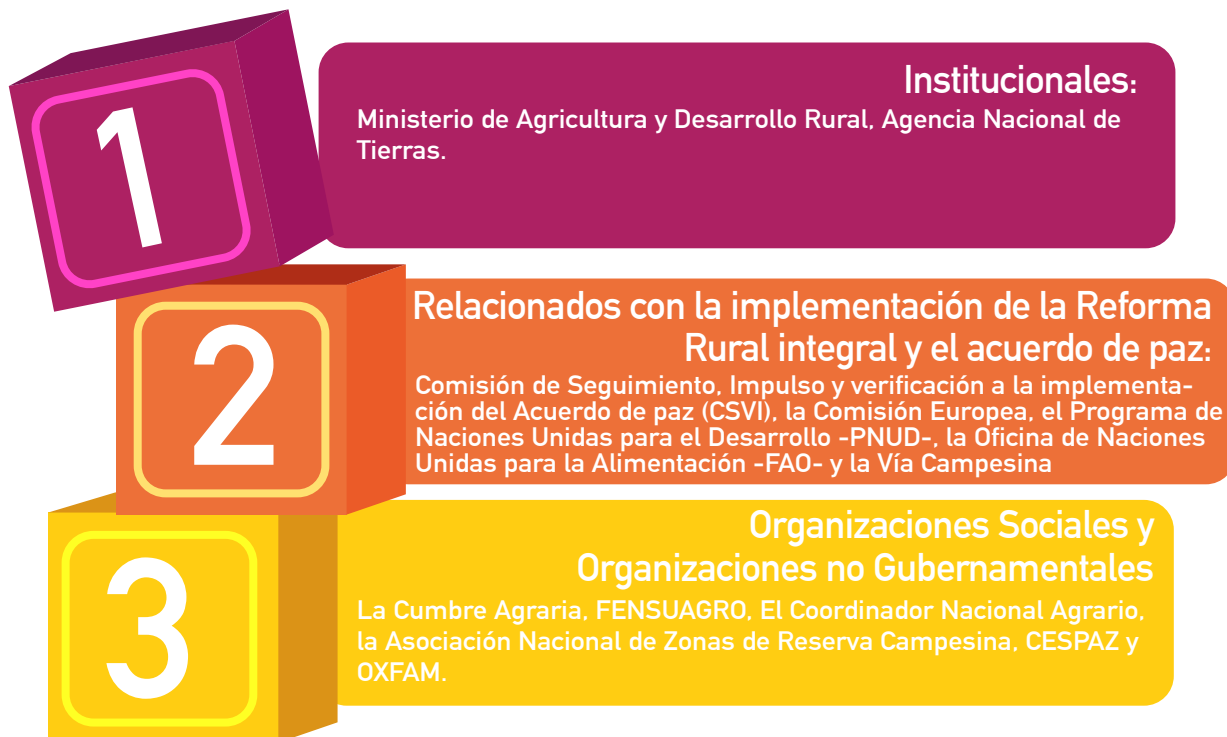 1
Institucionales:
Ministerio de Agricultura y Desarrollo Rural, Agencia Nacional de
Tierras.
2
Relacionados con la implementación de la Reforma
Rural integral y el acuerdo de paz:
Comisión de Seguimiento, Impulso y verificación a la implementa-
ción del Acuerdo de paz (CSVI), la Comisión Europea, el Programa de
Naciones Unidas para el Desarrollo -PNUD-, la Oficina de Naciones
Unidas para la Alimentación -FAO- y la Vía Campesina
3
Organizaciones Sociales y
Organizaciones no Gubernamentales
La Cumbre Agraria, FENSUAGRO, El Coordinador Nacional Agrario,
la Asociación Nacional de Zonas de Reserva Campesina, CESPAZ y
OXFAM.